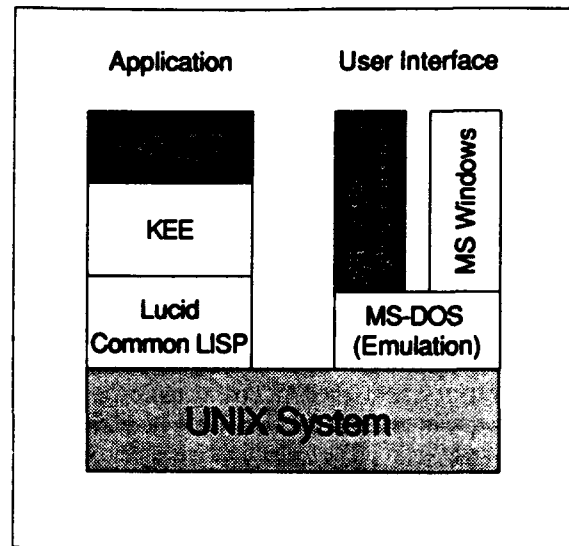 Application
User Interface
KEE
Lucid
Common LISP
MS Windows
MS-DOS
(Emulation)
UNIX System